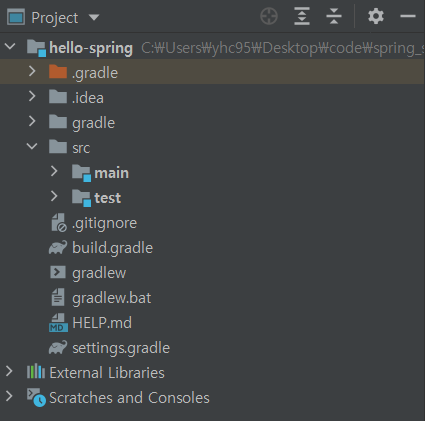 Project
hello-spring C:₩Users₩yhc95₩Desktop₩code₩spring_s
.gradle
.idea
gradle
src
main
test
.gitignore
build.gradle
gradlew
gradlew.bat
MD HELP.md
settings.gradle
External Libraries
Scratches and Consoles